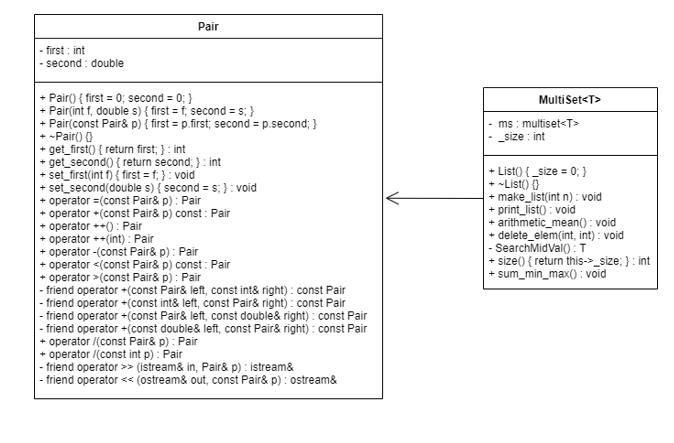 Pair
- first : int
- second : double
+ Pair() { first = 0; second = 0; }
+ Pair(int f, double s) { first = f; second = s; }
+ Pair(const Pair& p) { first = p.first; second = p.second; }
+ ~Pair() {}
+ get_first() { return first; } : int
+ get_second() { return second; } : int
+ set_first(int f) { first = f; } : void
+ set_second(double s) { second = s; } : void
+ operator =(const Pair& p) : Pair
+ operator +(const Pair& p) const : Pair
+ operator ++() : Pair
+ operator ++(int) : Pair
+ operator -(const Pair& p) : Pair
+ operator <(const Pair& p) const : Pair
+ operator >(const Pair& p) : Pair
- friend operator +(const Pair& left, const int& right) : const Pair
- friend operator +(const int& left, const Pair& right) : const Pair
- friend operator +(const Pair& left, const double& right) : const Pair
- friend operator +(const double& left, const Pair& right) : const Pair
+ operator /(const Pair& p) : Pair
+ operator /(const int p) : Pair
- friend operator >> (istream& in, Pair& p) : istream&
- friend operator << (ostream& out, const Pair& p) : ostream&
MultiSet<T>
- ms : multiset<T>
- _size : int
+ List() { _size = 0; }
+ ~List() {}
+ make_list(int n) : void
+ print_list() : void
+ arithmetic_mean() : void
+ delete_elem(int, int) : void
- SearchMidVal() : T
+ size() { return this->_size; } : int
+ sum_min_max() : void